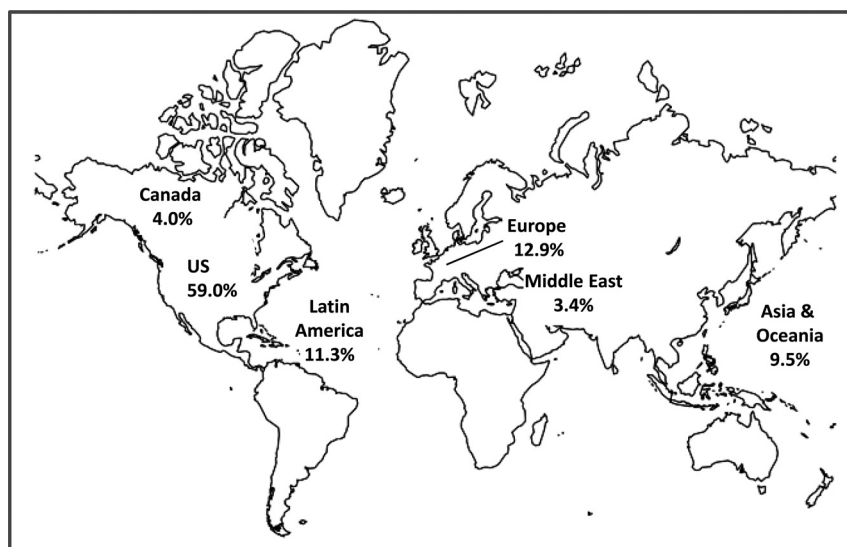 Canada
4.0%
US
59.0%
Latin
America
11.3%
Europe
12.9%
Middle East
3.4%
Asia &
Oceania
9.5%